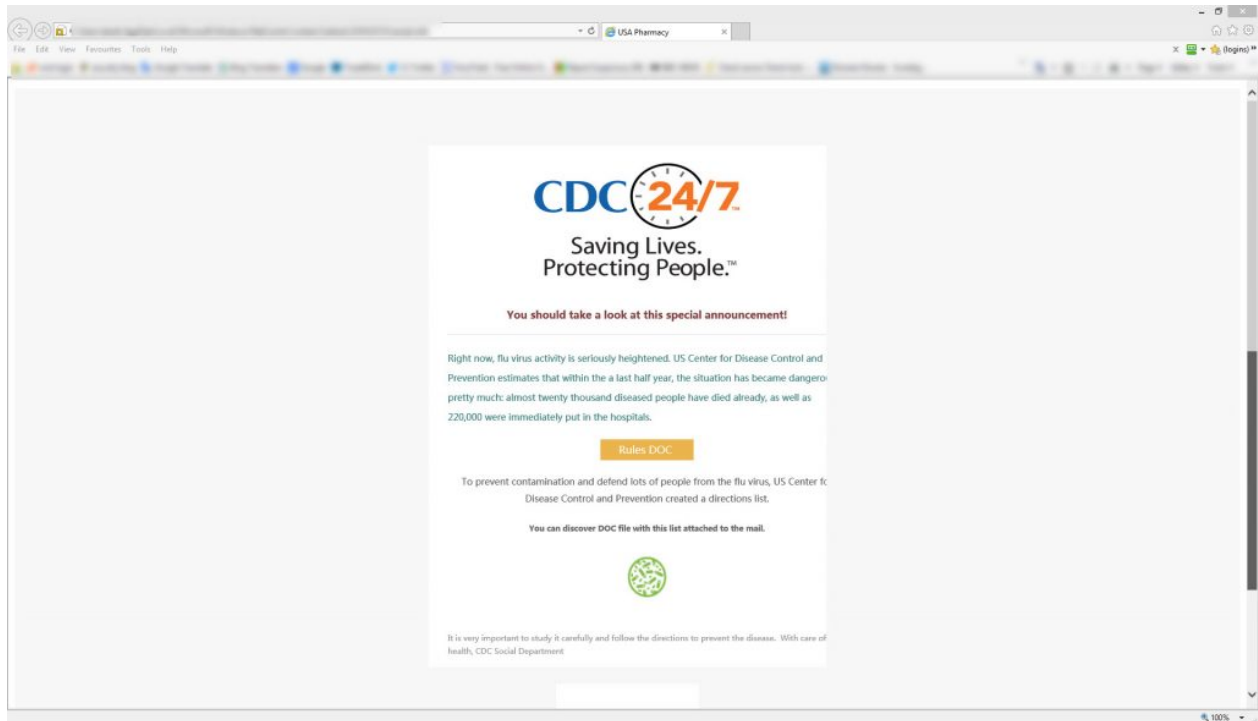 USA Pharmacy
File Edit View Favourites Tools Help
(logins)
CDC 24/7™
Saving Lives.
Protecting People.™
You should take a look at this special announcement!
Right now, flu virus activity is seriously heightened. US Center for Disease Control and
Prevention estimates that within the a last half year, the situation has became dangero
pretty much: almost twenty thousand diseased people have died already, as well as
220,000 were immediately put in the hospitals.
Rules DOC
To prevent contamination and defend lots of people from the flu virus, US Center fo
Disease Control and Prevention created a directions list.
You can discover DOC file with this list attached to the mail.
It is very important to study it carefully and follow the directions to prevent the disease. With care of
health, CDC Social Department
100%